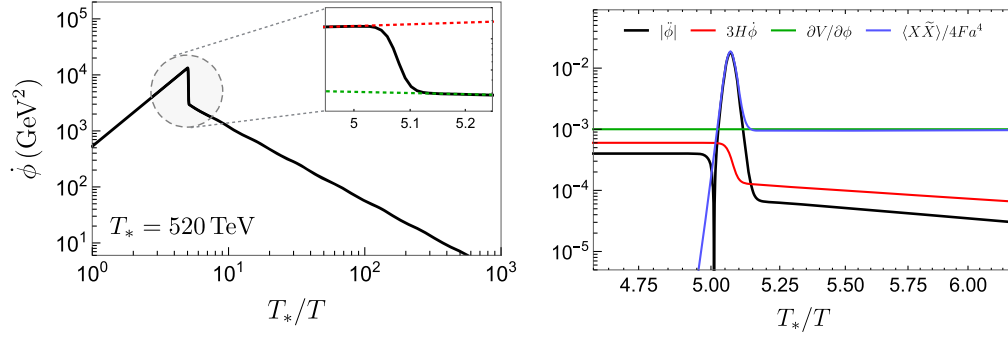 10^5
10^4
10^3
10^2
10^1
ϕ̇ (GeV^2)
5
5.1
5.2
T_* = 520 TeV
10^0
10^1
10^2
10^3
T_*/T
|ϕ̈|
3Hϕ̇
∂V/∂ϕ
⟨XX̃⟩/4Fa^4
10^-2
10^-3
10^-4
10^-5
4.75
5.00
5.25
5.50
5.75
6.00
T_*/T